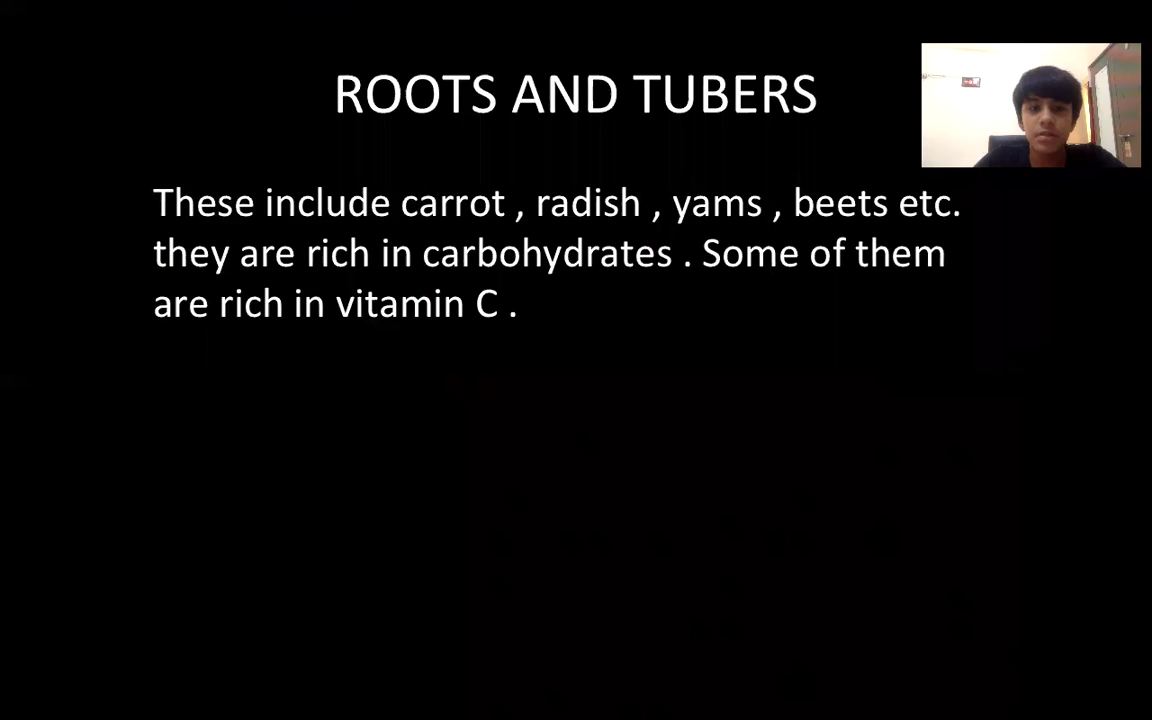 ROOTS AND TUBERS
These include carrot , radish , yams , beets etc.
they are rich in carbohydrates . Some of them
are rich in vitamin C .